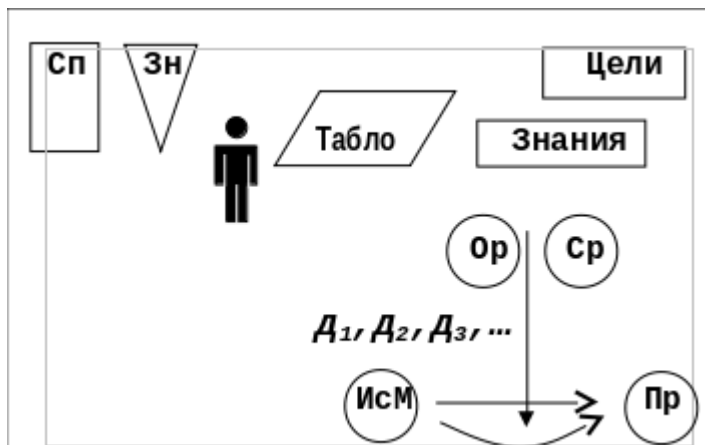 Сп Зн Цели
Табло Знания
Ор Ср
Д₁,Д₂,Д₃,…
ИсМ Пр